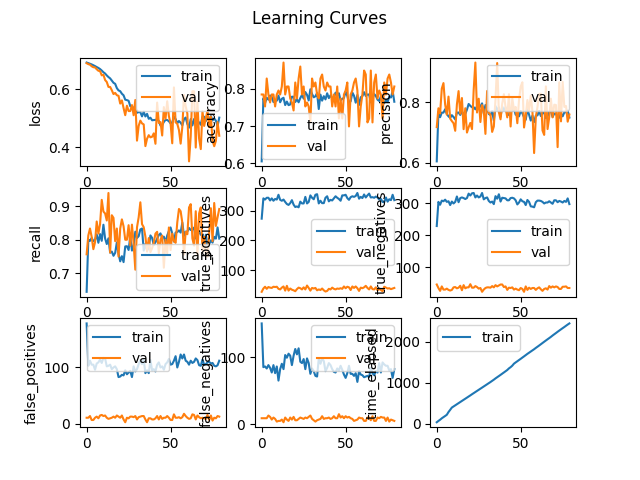 Learning Curves
loss
0.6
0.4
0
50
train
val
accuracy
0.8
0.7
0.6
0
50
train
val
precision
0.8
0.6
0
50
train
val
recall
0.9
0.8
0.7
0
50
train
val
true_positives
300
200
100
0
50
train
val
true_negatives
300
200
100
0
50
train
val
false_positives
100
0
0
50
train
val
false_negatives
100
0
0
50
train
val
time_elapsed
2000
1000
0
0
50
train